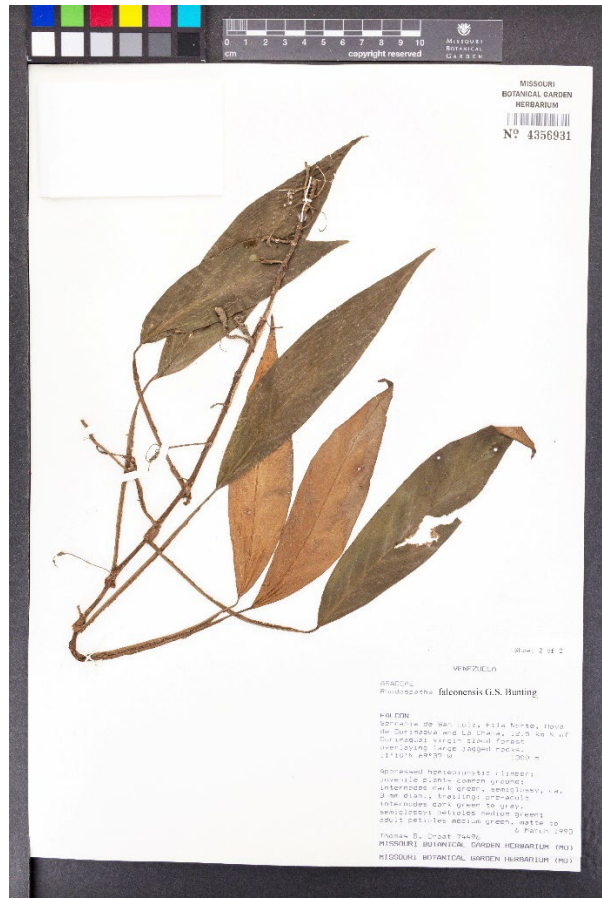 0 1 2 3 4 5 6 7 8 9 10
cm copyright reserved
MISSOURI
BOTANICAL
GARDEN
MISSOURI
BOTANICAL GARDEN
HERBARIUM
Nº 4356931
Sheet 2 of 2
VENEZUELA
ARACEAE
Rhodospatha falconensis G.S. Bunting
FALCON
Serrania de San Luis, Fila Norte, Hoya
de Curimagua and La Chapa, 12.5 km N of
Curimagua; virgin cloud forest
overlaying large jagged rocks.
W 1300 m
Appressed hemiepiphytic climber;
juvenile plants common ground;
internodes dark green, semiglossy, ca.
3 mm diam., trailing; pre-adult
internodes dark green to gray,
semiglossy; petioles medium green;
adult petioles medium green, matte to
6 March 1993
Thomas B. Croat 74496
MISSOURI BOTANICAL GARDEN HERBARIUM (MO)
MISSOURI BOTANICAL GARDEN HERBARIUM (MO)